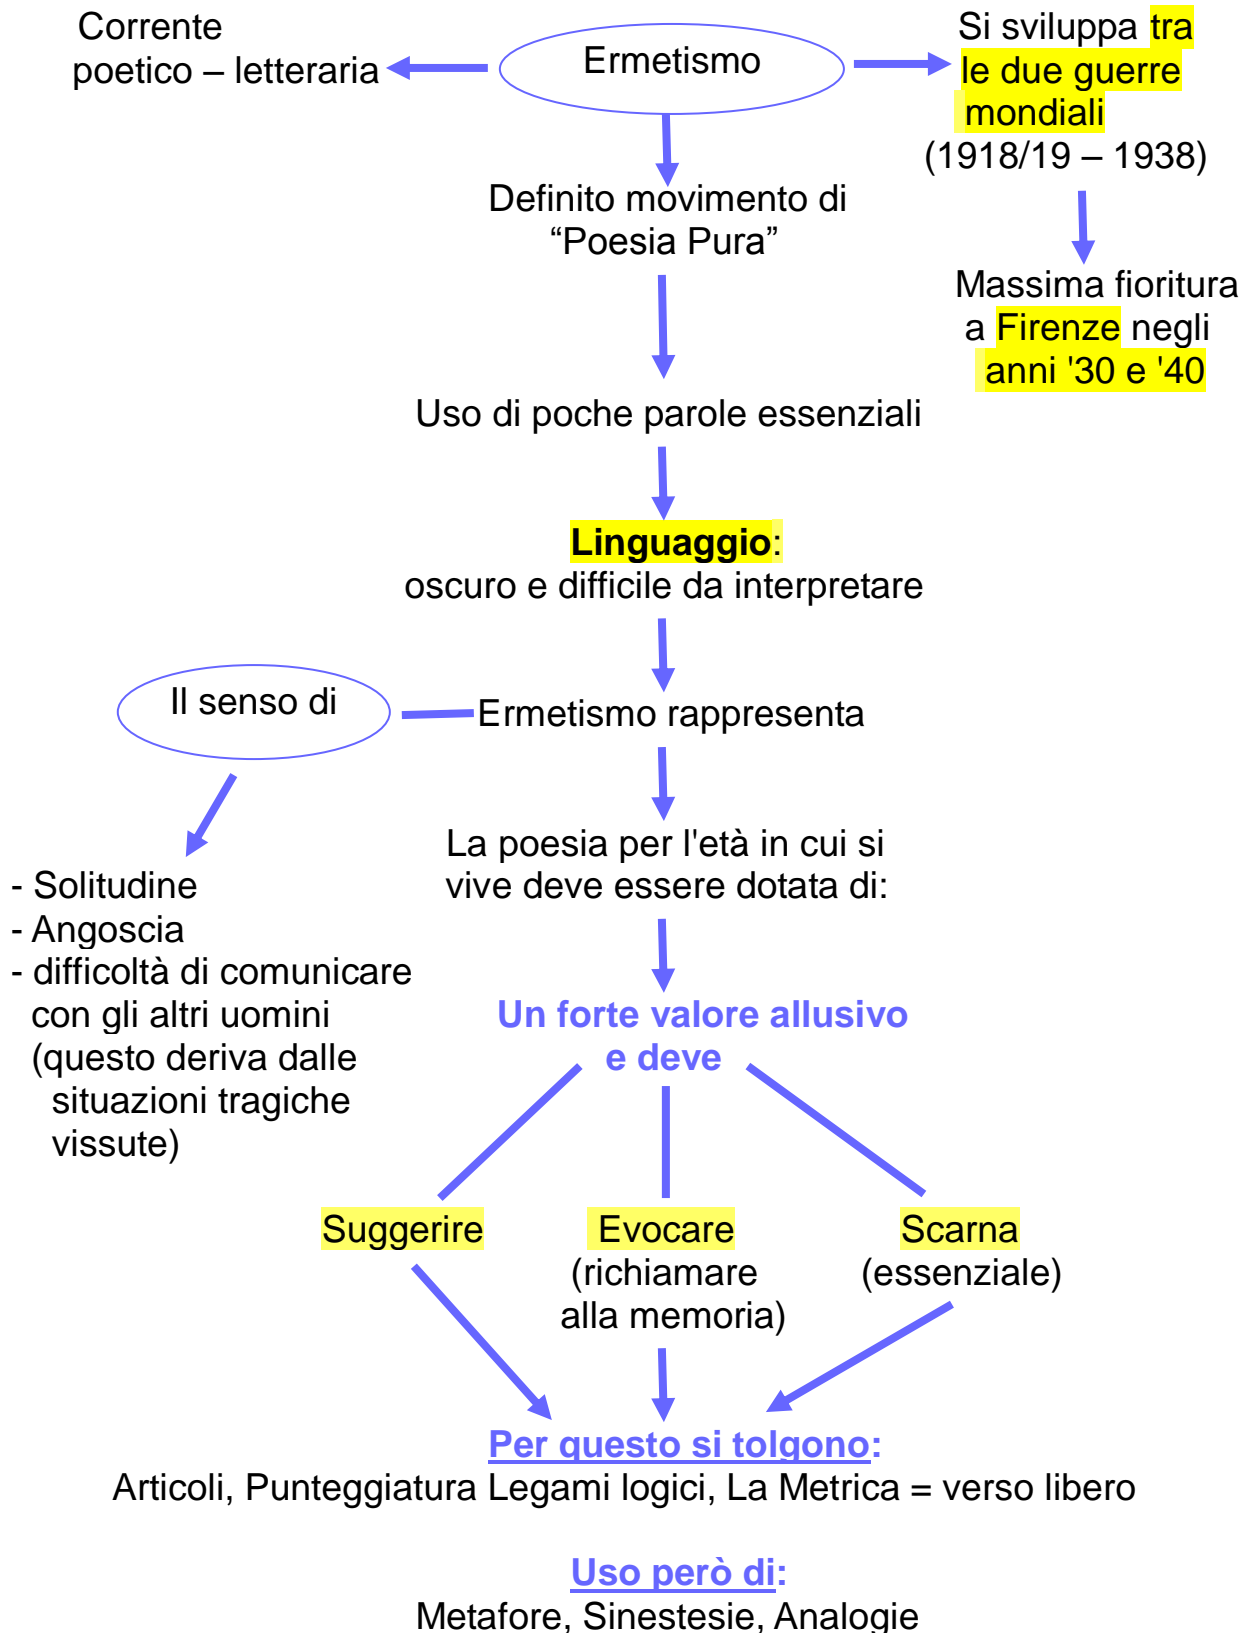 Corrente
poetico – letteraria
Ermetismo
Si sviluppa tra
le due guerre
mondiali
(1918/19 – 1938)
Definito movimento di
“Poesia Pura”
Massima fioritura
a Firenze negli
anni '30 e '40
Uso di poche parole essenziali
Linguaggio:
oscuro e difficile da interpretare
Il senso di
Ermetismo rappresenta
- Solitudine
- Angoscia
- difficoltà di comunicare
con gli altri uomini
(questo deriva dalle
situazioni tragiche
vissute)
La poesia per l'età in cui si
vive deve essere dotata di:
Un forte valore allusivo
e deve
Suggerire
Evocare
(richiamare
alla memoria)
Scarna
(essenziale)
Per questo si tolgono:
Articoli, Punteggiatura Legami logici, La Metrica = verso libero
Uso però di:
Metafore, Sinestesie, Analogie